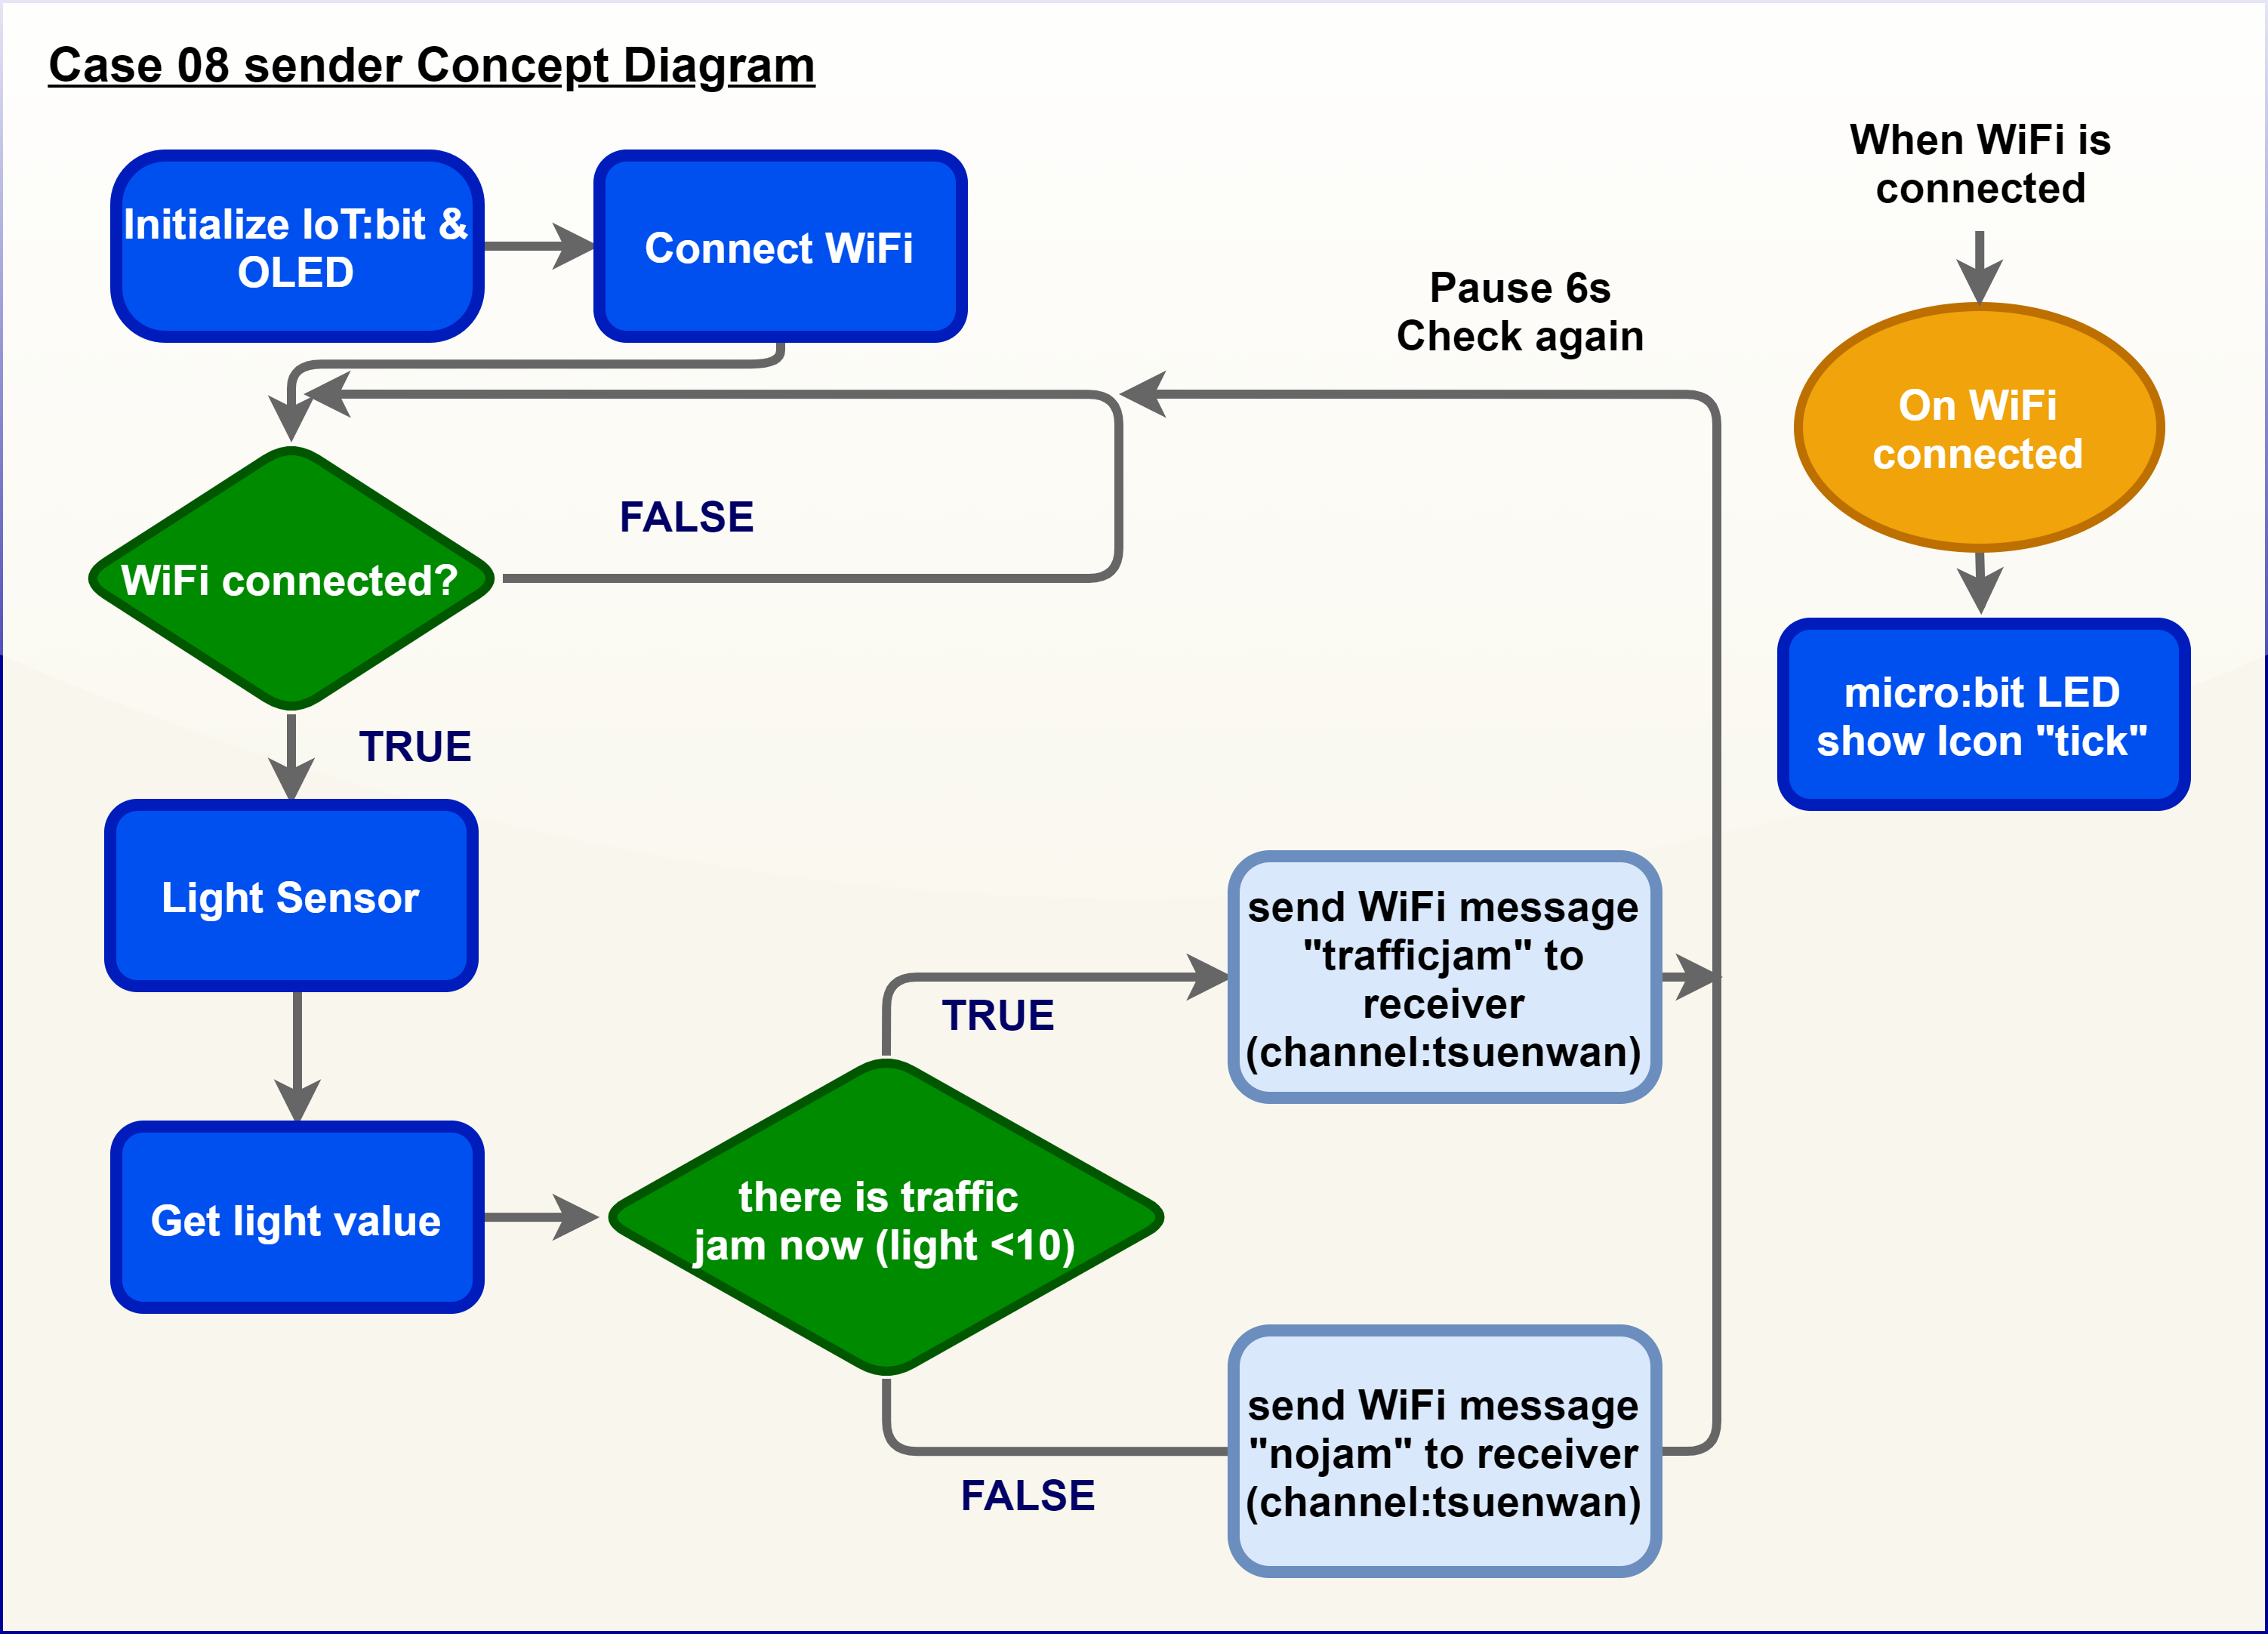 Case 08 sender Concept Diagram
When WiFi is
connected
Initialize IoT:bit &
OLED
Connect WiFi
Pause 6s
Check again
On WiFi
connected
FALSE
WiFi connected?
micro:bit LED
show Icon "tick"
TRUE
Light Sensor
send WiFi message
"trafficjam" to
receiver
(channel:tsuenwan)
TRUE
Get light value
there is traffic
jam now (light <10)
send WiFi message
"nojam" to receiver
(channel:tsuenwan)
FALSE